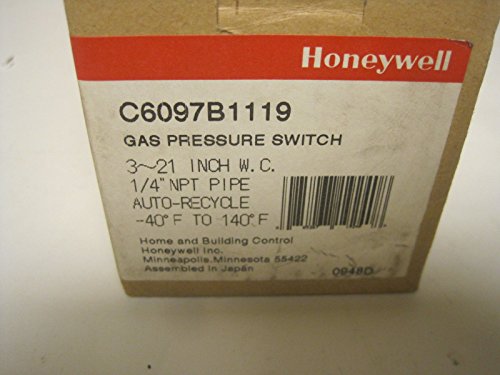 Honeywell
C6097B1119
GAS PRESSURE SWITCH
3~21 INCH W.C.
1/4" NPT PIPE
AUTO-RECYCLE
-40°F TO 140°F
Home and Building Control
Honeywell Inc.
Minneapolis, Minnesota 55422
Assembled in Japan
0948D